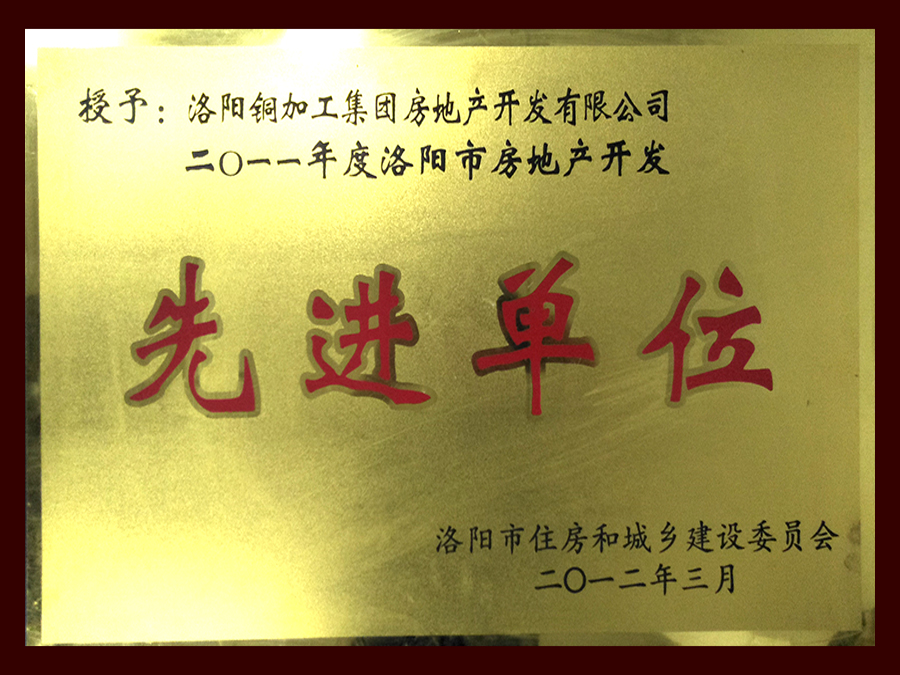 授予：洛阳铜加工集团房地产开发有限公司
二〇一一年度洛阳市房地产开发
先进单位
洛阳市住房和城乡建设委员会
二〇一二年三月